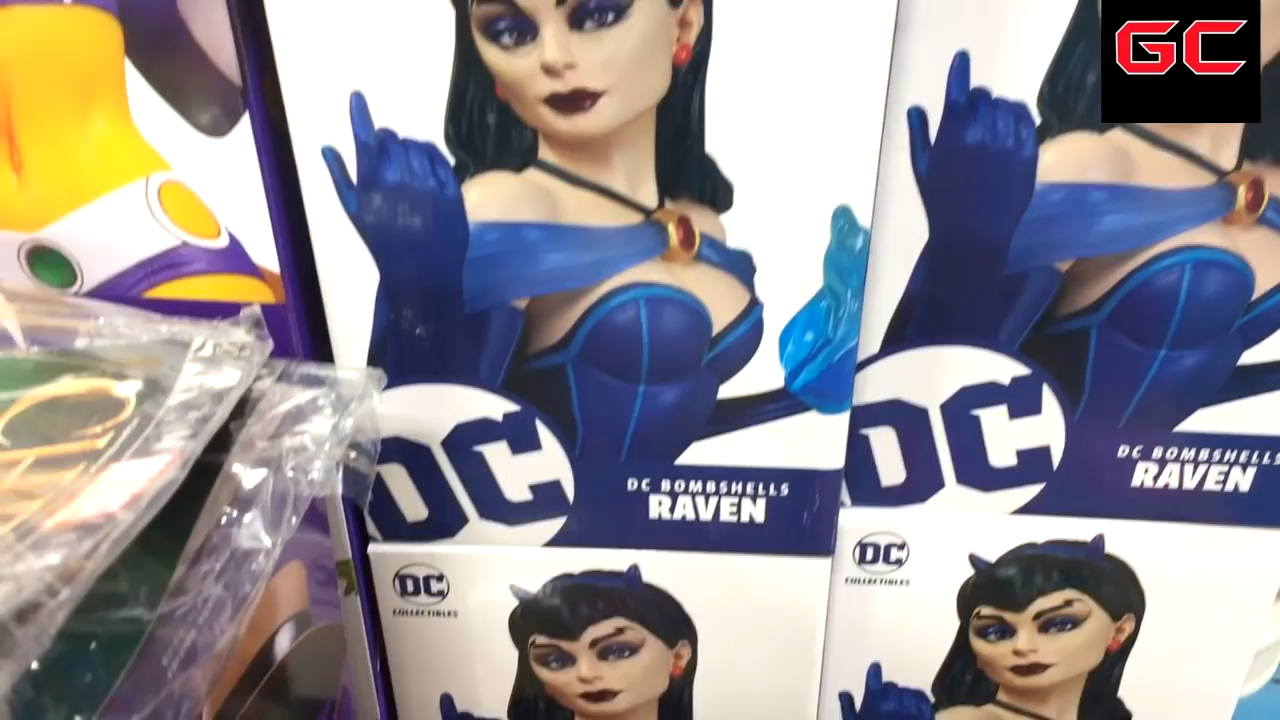 GC
DC
DC BOMBSHELLS
RAVEN
DC
DC BOMBSHELLS
RAVEN
DC
COLLECTIBLES
DC
COLLECTIBLES